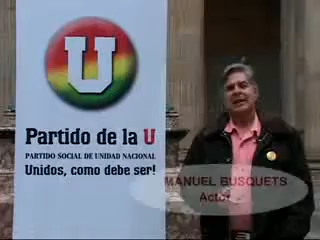 U
Partido de la U
PARTIDO SOCIAL DE UNIDAD NACIONAL
Unidos, como debe ser!
MANUEL BUSQUETS
Actor